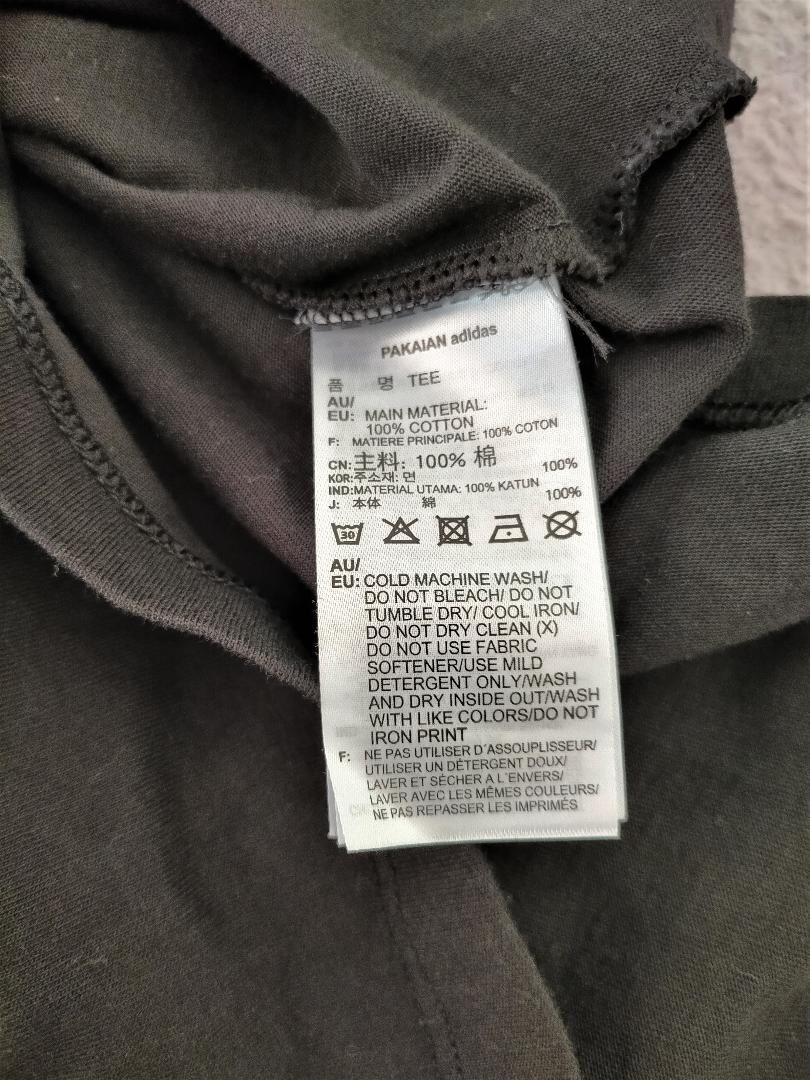 PAKAIAN adidas
품 명 TEE
AU/
EU: MAIN MATERIAL:
100% COTTON
F: MATIERE PRINCIPALE: 100% COTON
CN: 主料: 100% 棉
KOR: 주소재: 면 100%
IND: MATERIAL UTAMA: 100% KATUN
J: 本体 綿 100%
30
AU/
EU: COLD MACHINE WASH/
DO NOT BLEACH/ DO NOT
TUMBLE DRY/ COOL IRON/
DO NOT DRY CLEAN (X)
DO NOT USE FABRIC
SOFTENER/USE MILD
DETERGENT ONLY/WASH
AND DRY INSIDE OUT/WASH
WITH LIKE COLORS/DO NOT
IRON PRINT
F: NE PAS UTILISER D'ASSOUPLISSEUR/
UTILISER UN DÉTERGENT DOUX/
LAVER ET SÉCHER A L'ENVERS/
LAVER AVEC LES MÊMES COULEURS/
NE PAS REPASSER LES IMPRIMÉS